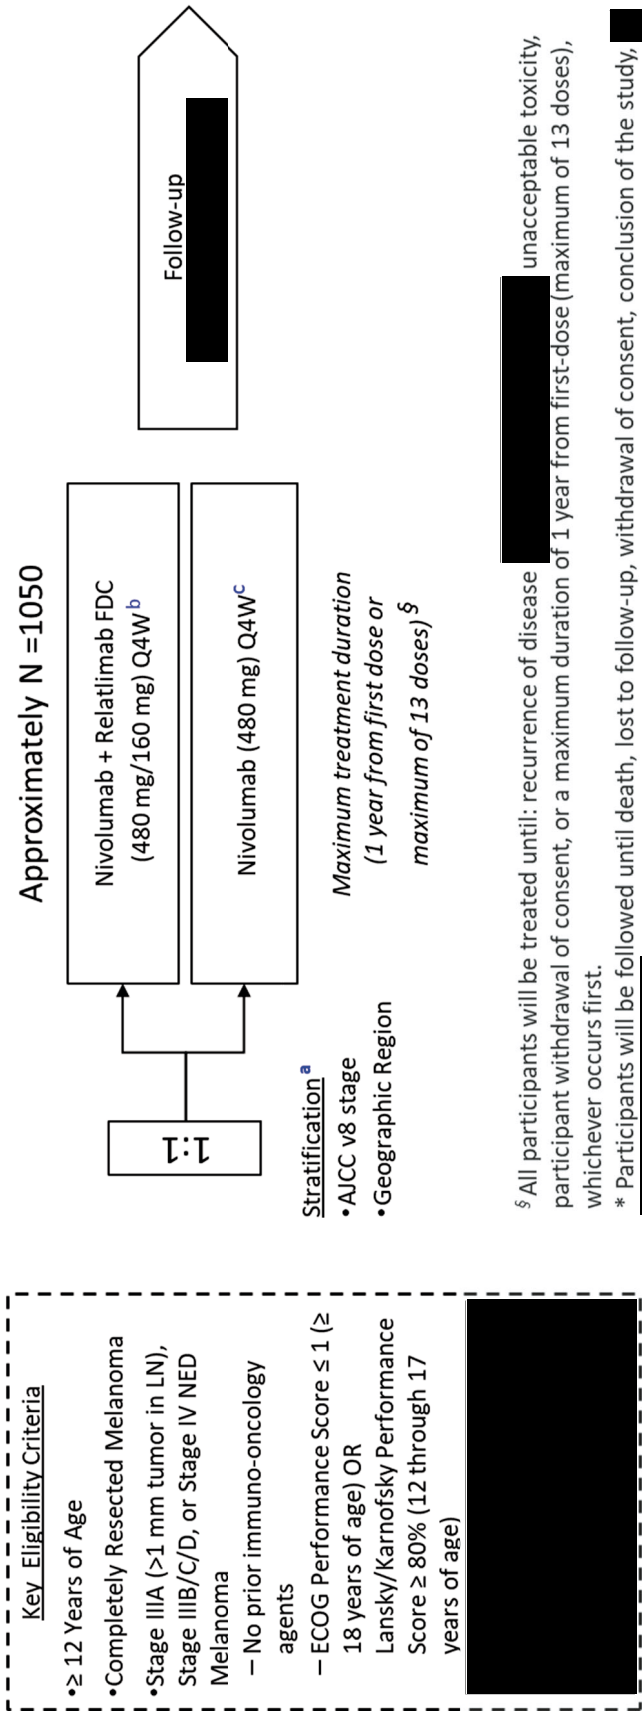 Key Eligibility Criteria
•≥ 12 Years of Age
•Completely Resected Melanoma
•Stage IIIA (>1 mm tumor in LN),
Stage IIIB/C/D, or Stage IV NED
Melanoma
– No prior immuno-oncology
agents
– ECOG Performance Score ≤ 1 (≥
18 years of age) OR
Lansky/Karnofsky Performance
Score ≥ 80% (12 through 17
years of age)
1:1
Stratification a
•AJCC v8 stage
•Geographic Region
Approximately N =1050
Nivolumab + Relatlimab FDC
(480 mg/160 mg) Q4W b
Nivolumab (480 mg) Q4W c
Maximum treatment duration
(1 year from first dose or
maximum of 13 doses) §
Follow-up
§ All participants will be treated until: recurrence of disease unacceptable toxicity,
participant withdrawal of consent, or a maximum duration of 1 year from first-dose (maximum of 13 doses),
whichever occurs first.
* Participants will be followed until death, lost to follow-up, withdrawal of consent, conclusion of the study,